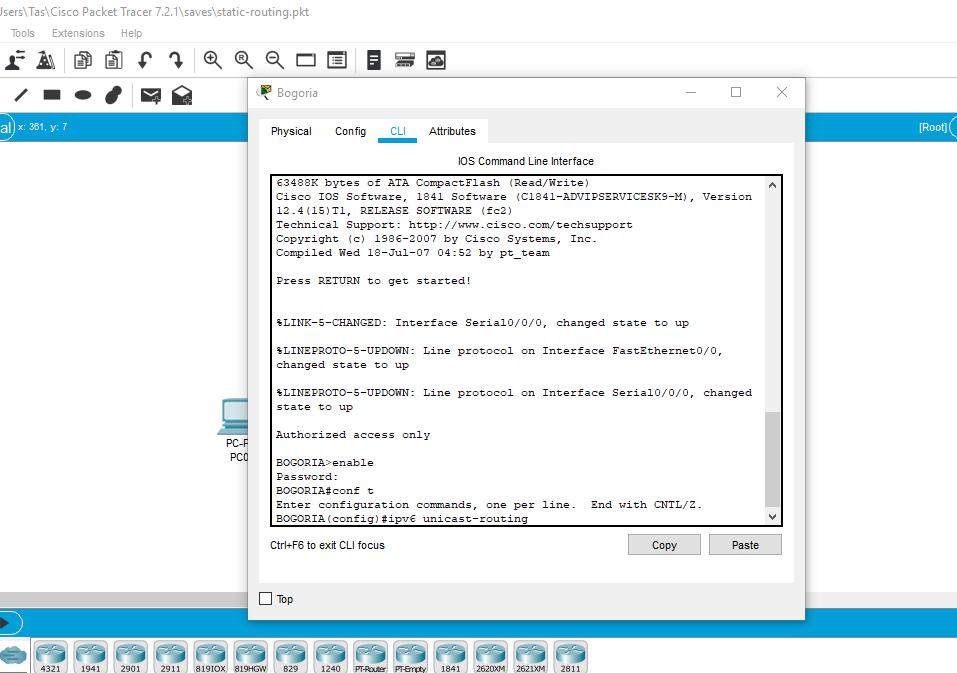 Users\Tas\Cisco Packet Tracer 7.2.1\saves\static-routing.pkt
Tools Extensions Help
al x: 361, y: 7 [Root]
Bogoria
Physical Config CLI Attributes
IOS Command Line Interface
63488K bytes of ATA CompactFlash (Read/Write)
Cisco IOS Software, 1841 Software (C1841-ADVIPSERVICESK9-M), Version
12.4(15)T1, RELEASE SOFTWARE (fc2)
Technical Support: http://www.cisco.com/techsupport
Copyright (c) 1986-2007 by Cisco Systems, Inc.
Compiled Wed 18-Jul-07 04:52 by pt_team
Press RETURN to get started!
%LINK-5-CHANGED: Interface Serial0/0/0, changed state to up
%LINEPROTO-5-UPDOWN: Line protocol on Interface FastEthernet0/0,
changed state to up
%LINEPROTO-5-UPDOWN: Line protocol on Interface Serial0/0/0, changed
state to up
Authorized access only
BOGORIA>enable
Password:
BOGORIA#conf t
Enter configuration commands, one per line.  End with CNTL/Z.
BOGORIA(config)#ipv6 unicast-routing
PC-P
PC0
Ctrl+F6 to exit CLI focus
Copy Paste
Top
4321 1941 2901 2911 819IOX 819HGW 829 1240 PT-Router PT-Empty 1841 2620XM 2621XM 2811